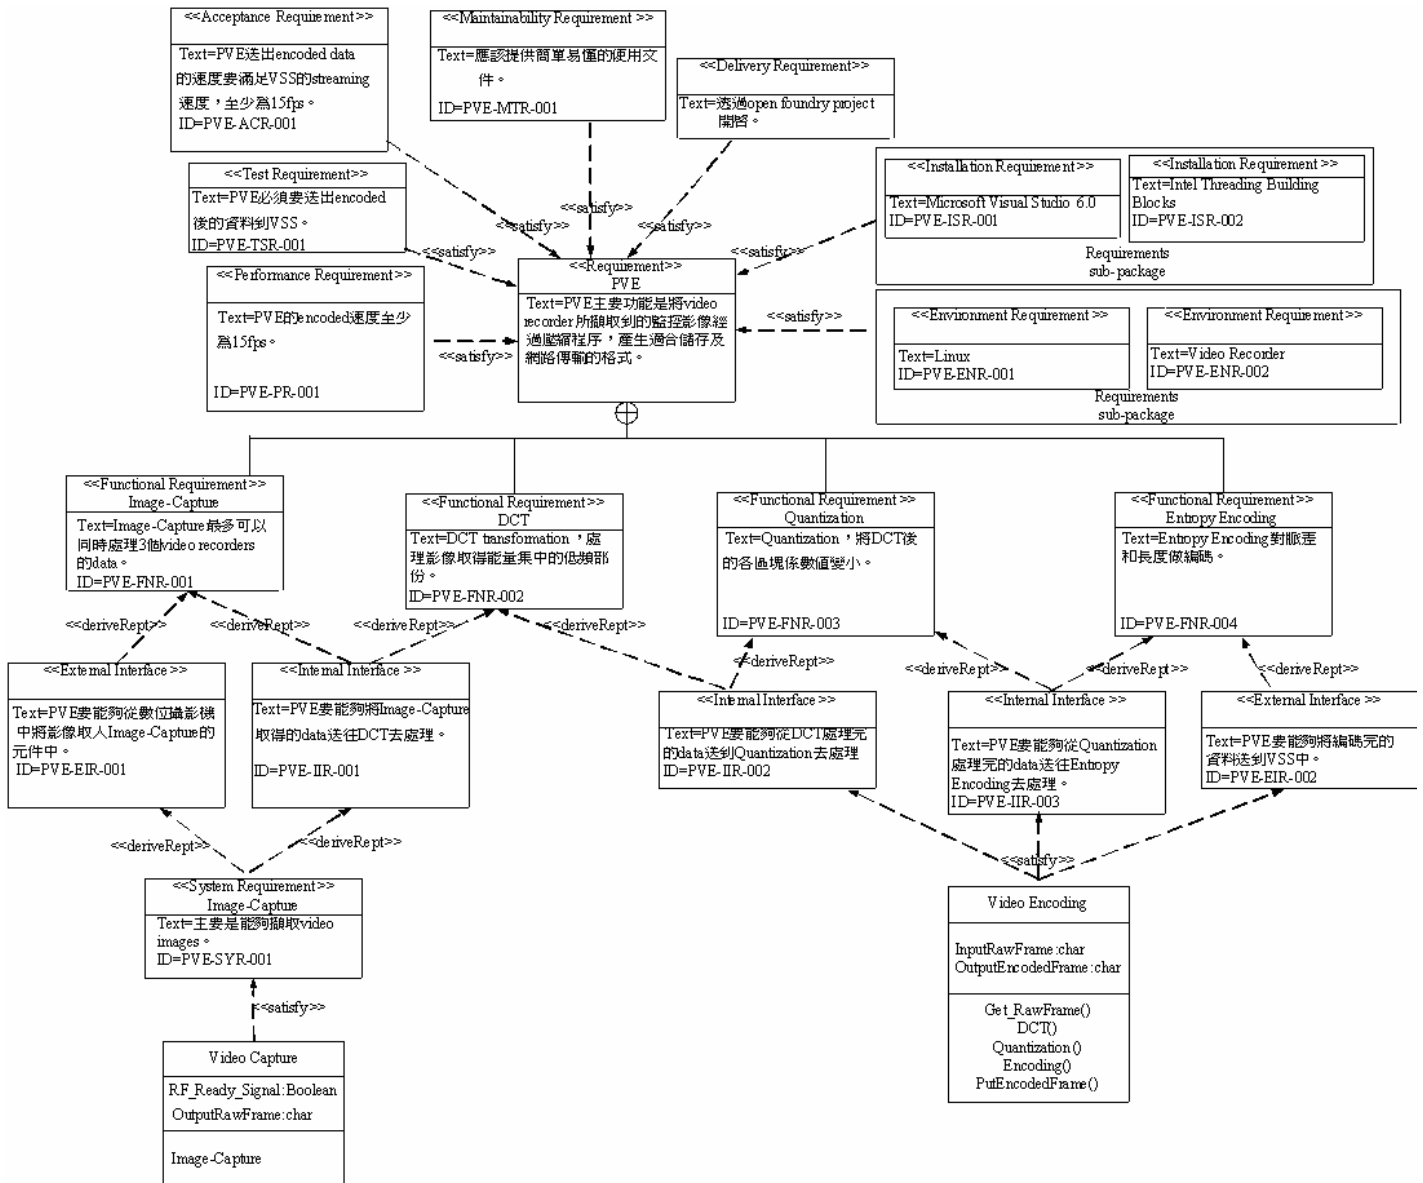 <<Acceptance Requirement>>
Text=PVE送出encoded data
的速度要滿足VSS的streaming
速度，至少為15fps。
ID=PVE-ACR-001
<<Maintainability Requirement >>
Text=應該提供簡單易懂的使用文
件。
ID=PVE-MTR-001
<<Delivery Requirement>>
Text=透過open foundry project
開啓。
<<Test Requirement>>
Text=PVE必須要送出encoded
後的資料到VSS。
ID=PVE-TSR-001
<<Installation Requirement>>
Text=Microsoft Visual Studio 6.0
ID=PVE-ISR-001
<<Installation Requirement >>
Text=Intel Threading Building
Blocks
ID=PVE-ISR-002
Requirements
sub-package
<<satisfy>>
<<satisfy>>
<<satisfy>>
<<satisfy>>
<<satisfy>>
<<Performance Requirement>>
Text=PVE的encoded速度至少
為15fps。
ID=PVE-PR-001
<<satisfy>>
<<Requirement>>
PVE
Text=PVE主要功能是將video
recorder所擷取到的監控影像經
過壓縮程序，產生適合儲存及
網路傳輸的格式。
<<satisfy>>
<<Environment Requirement>>
Text=Linux
ID=PVE-ENR-001
<<Environment Requirement>>
Text=Video Recorder
ID=PVE-ENR-002
Requirements
sub-package
<<Functional Requirement>>
Image-Capture
Text=Image-Capture最多可以
同時處理3個video recorders
的data。
ID=PVE-FNR-001
<<Functional Requirement>>
DCT
Text=DCT transformation，處
理影像取得能量集中的低頻部
份。
ID=PVE-FNR-002
<<Functional Requirement>>
Quantization
Text=Quantization，將DCT後
的各區塊係數值變小。
ID=PVE-FNR-003
<<Functional Requirement>>
Entropy Encoding
Text=Entropy Encoding對脈歪
和長度做編碼。
ID=PVE-FNR-004
<<deriveRept>>
<<deriveRept>>
<<deriveRept>>
<<deriveRept>>
<<deriveRept>>
<<deriveRept>>
<<deriveRept>>
<<deriveRept>>
<<External Interface >>
Text=PVE要能夠從數位攝影機
中將影像取入Image-Capture的
元件中。
ID=PVE-EIR-001
<<Internal Interface>>
Text=PVE要能夠將Image-Capture
取得的data送往DCT去處理。
ID=PVE-IIR-001
<<Internal Interface >>
Text=PVE要能夠從DCT處理完
的data送到Quantization去處理
ID=PVE-IIR-002
<<Internal Interface>>
Text=PVE要能夠從Quantization
處理完的data送往Entropy
Encoding去處理。
ID=PVE-IIR-003
<<External Interface >>
Text=PVE要能夠將編碼完的
資料送到VSS中。
ID=PVE-EIR-002
<<deriveRept>>
<<deriveRept>>
<<satisfy>>
<<System Requirement>>
Image-Capture
Text=主要是能夠擷取video
images。
ID=PVE-SYR-001
<<satisfy>>
Video Capture
RF_Ready_Signal:Boolean
OutputRawFrame:char
Image-Capture
Video Encoding
InputRawFrame:char
OutputEncodedFrame:char
Get_RawFrame()
DCT()
Quantization()
Encoding()
PutEncodedFrame()